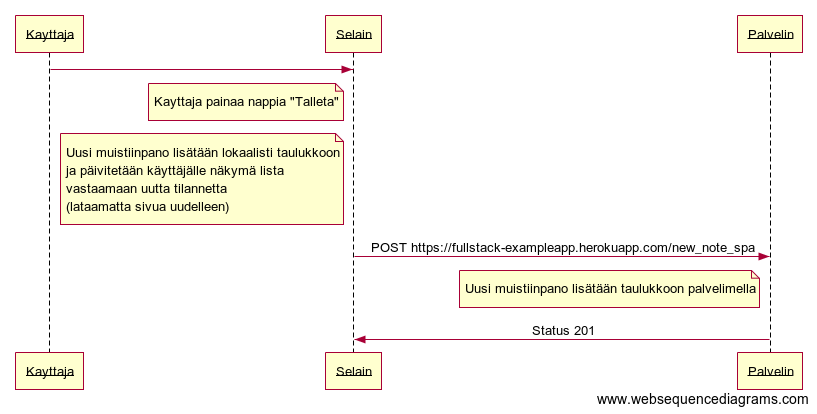 Kayttaja
Selain
Palvelin
Kayttaja painaa nappia "Talleta"
Uusi muistiinpano lisätään lokaalisti taulukkoon
ja päivitetään käyttäjälle näkymä lista
vastaamaan uutta tilannetta
(lataamatta sivua uudelleen)
POST https://fullstack-exampleapp.herokuapp.com/new_note_spa
Uusi muistiinpano lisätään taulukkoon palvelimella
Status 201
Kayttaja
Selain
Palvelin
www.websequencediagrams.com